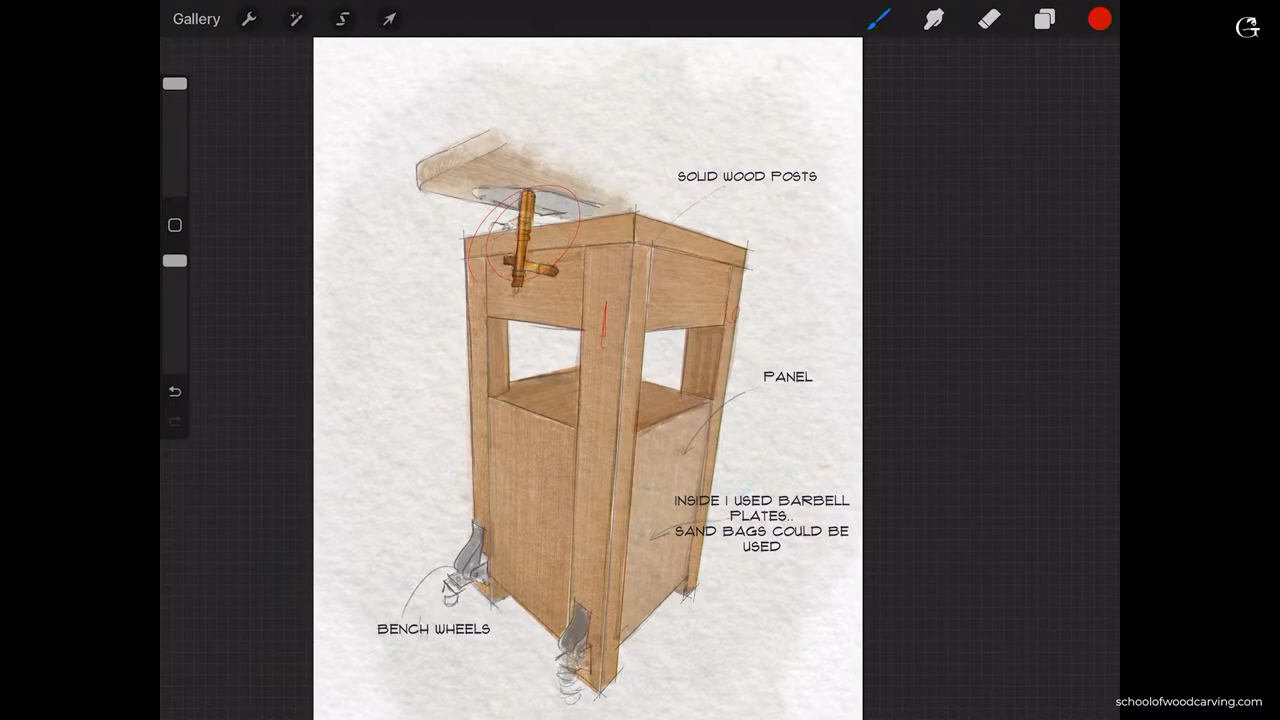 Gallery
SOLID WOOD POSTS
PANEL
INSIDE I USED BARBELL
PLATES..
SAND BAGS COULD BE
USED
BENCH WHEELS
schoolofwoodcarving.com